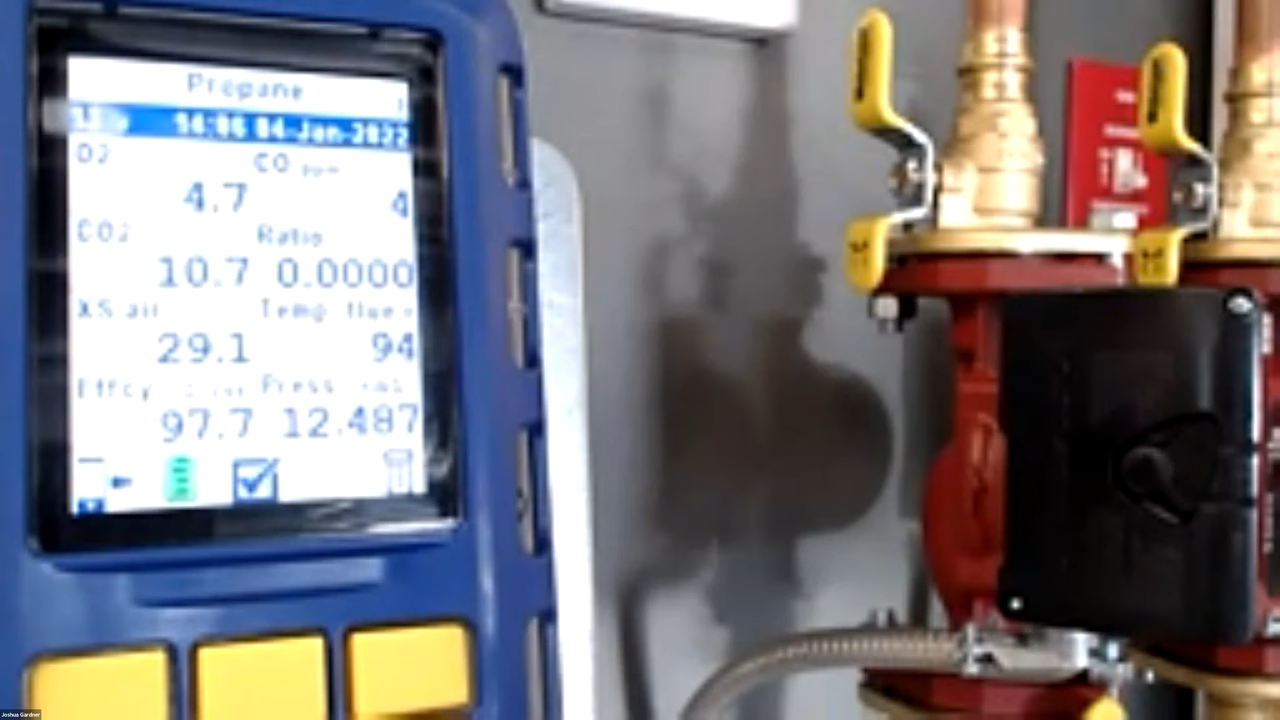 Propane
14:06 04-Jan-2022
O2 CO ppm
4.7 4
CO2 Ratio
10.7 0.0000
XS air Temp flue
29.1 94
Effcy Press
97.7 12.487
Joshua Gardner